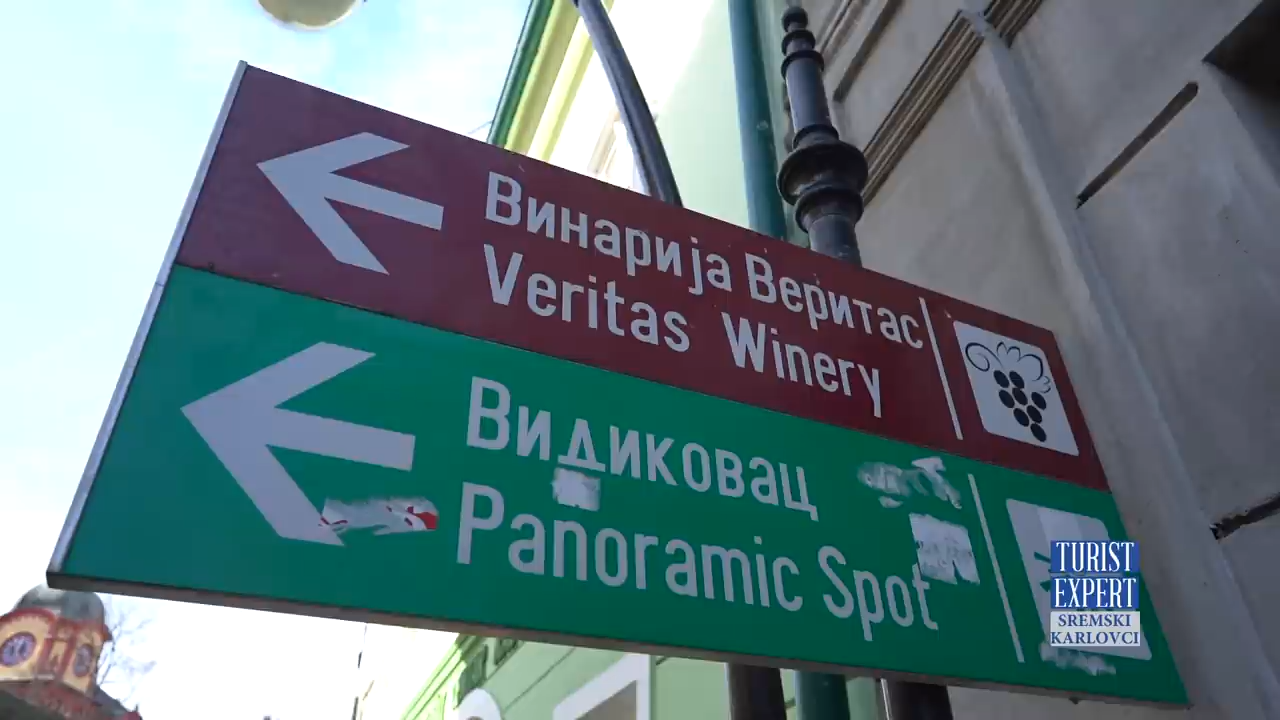 Винарија Веритас
Veritas Winery
Видиковац
Panoramic Spot
TURIST
EXPERT
SREMSKI
KARLOVCI